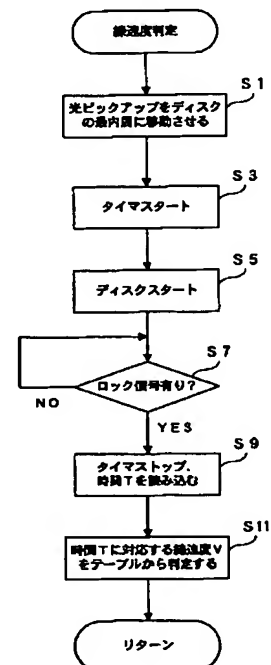 線速度判定
S1
光ピックアップをディスク
の最内周に移動させる
S3
タイマスタート
S5
ディスクスタート
S7
ロック信号有り?
NO
YES
S9
タイマストップ、
時間Tを読み込む
S11
時間Tに対応する線速度V
をテーブルから判定する
リターン